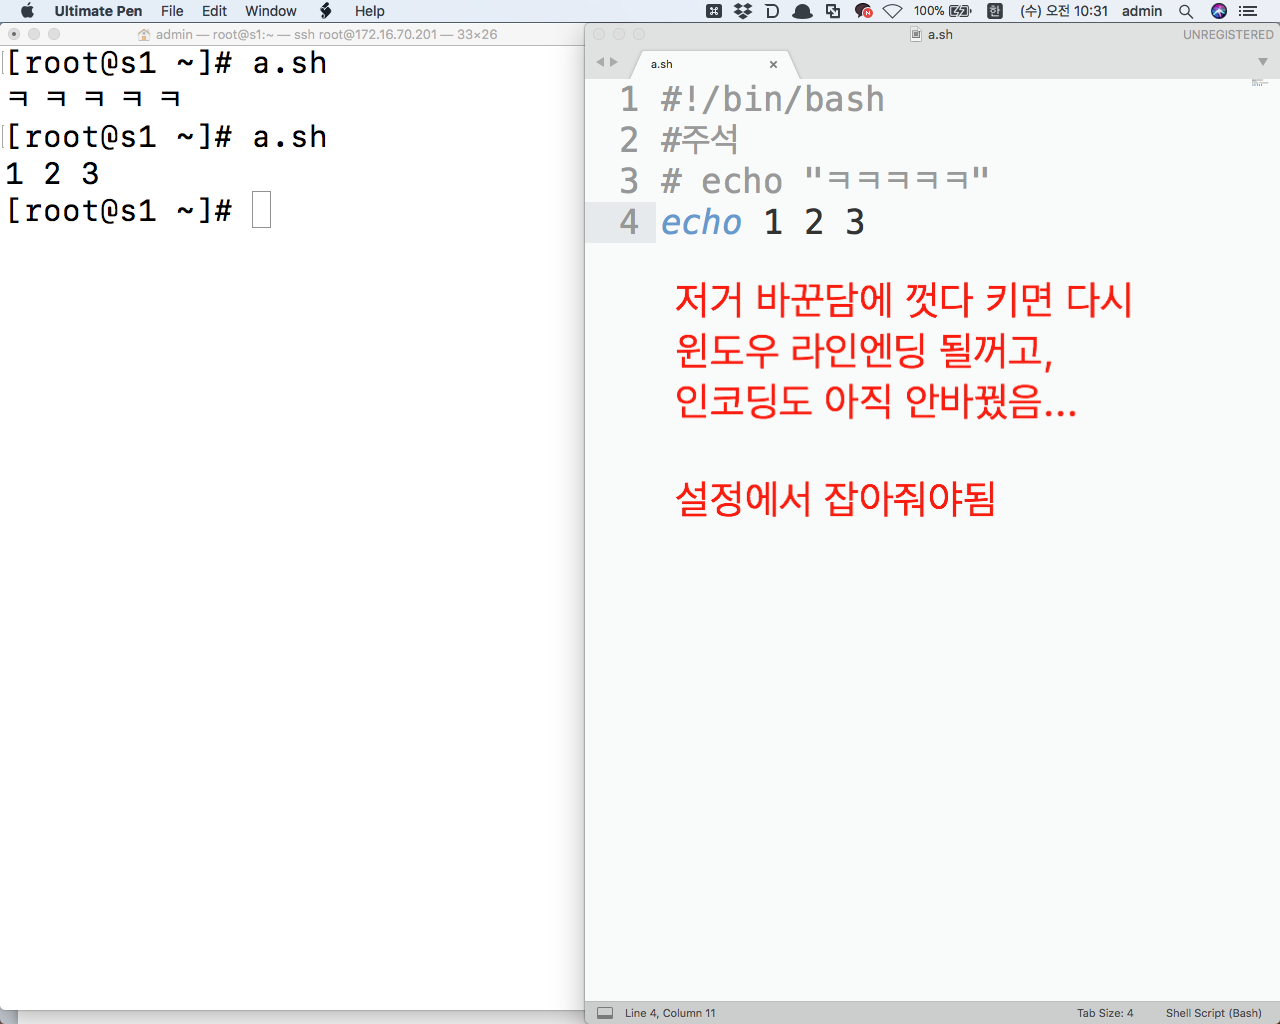 Ultimate Pen File Edit Window Help 100% 한 (수) 오전 10:31 admin
admin — root@s1:~ — ssh root@172.16.70.201 — 33×26
[root@s1 ~]# a.sh
ㅋㅋㅋㅋㅋ
[root@s1 ~]# a.sh
1 2 3
[root@s1 ~]#
a.sh UNREGISTERED
a.sh
1 #!/bin/bash
2 #주석
3 # echo "ㅋㅋㅋㅋㅋ"
4 echo 1 2 3
저거 바꾼담에 껏다 키면 다시
윈도우 라인엔딩 될꺼고,
인코딩도 아직 안바꿨음...
설정에서 잡아줘야됨
Line 4, Column 11 Tab Size: 4 Shell Script (Bash)